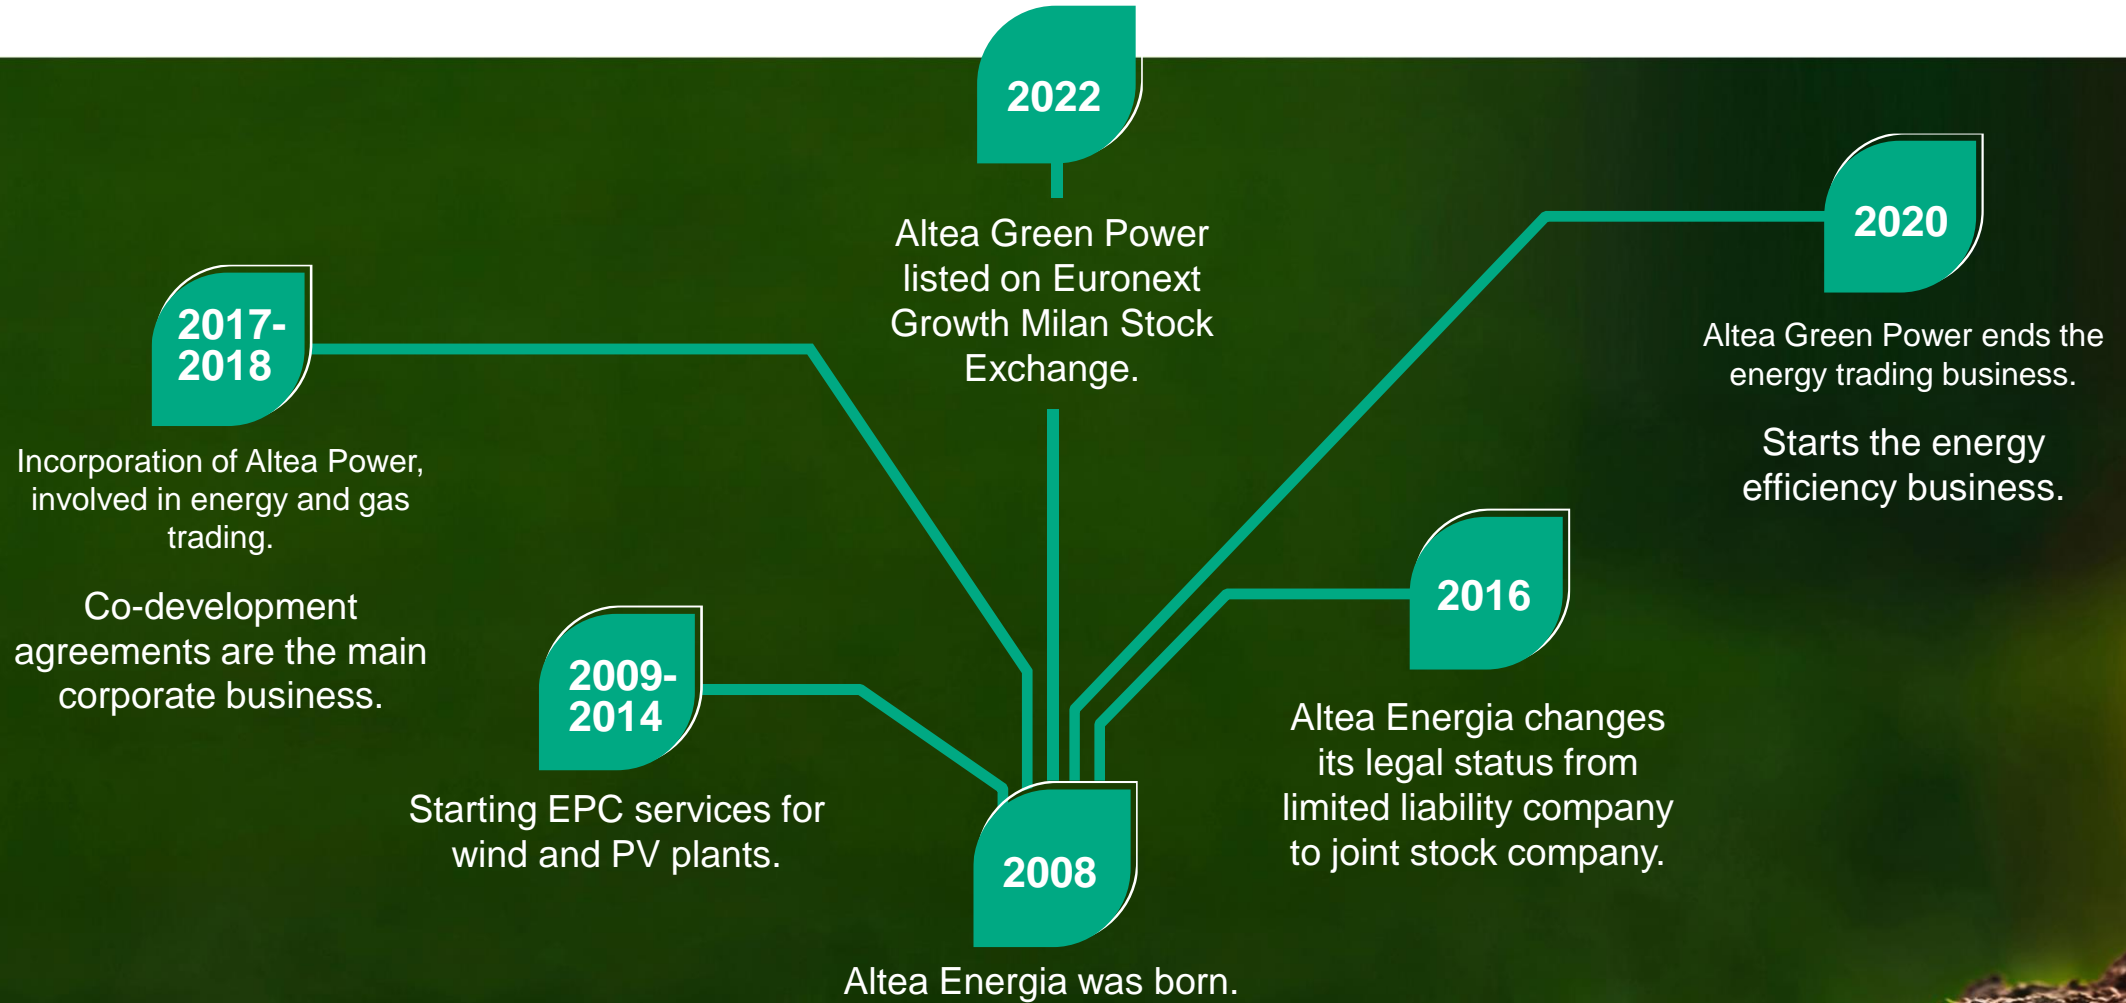 2022
Altea Green Power
listed on Euronext
Growth Milan Stock
Exchange.
2020
Altea Green Power ends the
energy trading business.
Starts the energy
efficiency business.
2017-
2018
Incorporation of Altea Power,
involved in energy and gas
trading.
Co-development
agreements are the main
corporate business.
2016
Altea Energia changes
its legal status from
limited liability company
to joint stock company.
2009-
2014
Starting EPC services for
wind and PV plants.
2008
Altea Energia was born.